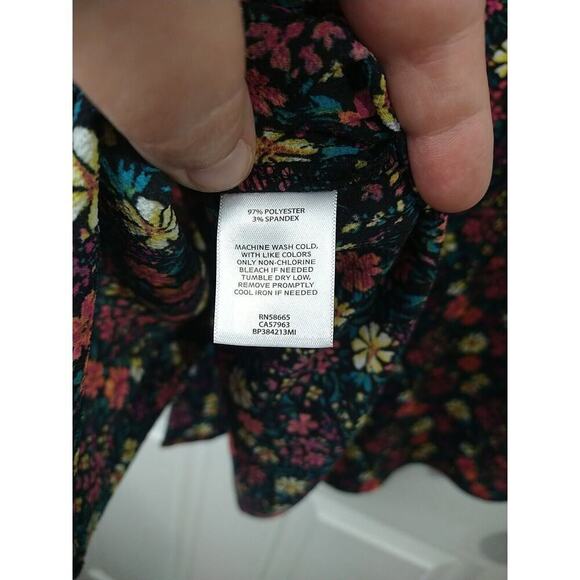 97% POLYESTER
3% SPANDEX
MACHINE WASH COLD,
WITH LIKE COLORS
ONLY NON-CHLORINE
BLEACH IF NEEDED
TUMBLE DRY LOW,
REMOVE PROMPTLY
COOL IRON IF NEEDED
RN58665
CA57963
BP384213MI